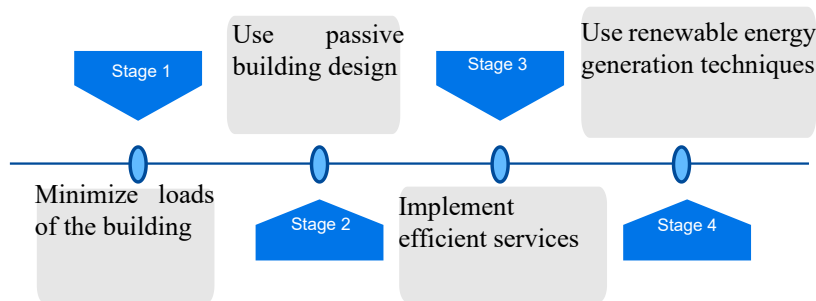 Stage 1
Minimize loads
of the building
Use passive
building design
Stage 2
Stage 3
Implement
efficient services
Use renewable energy
generation techniques
Stage 4